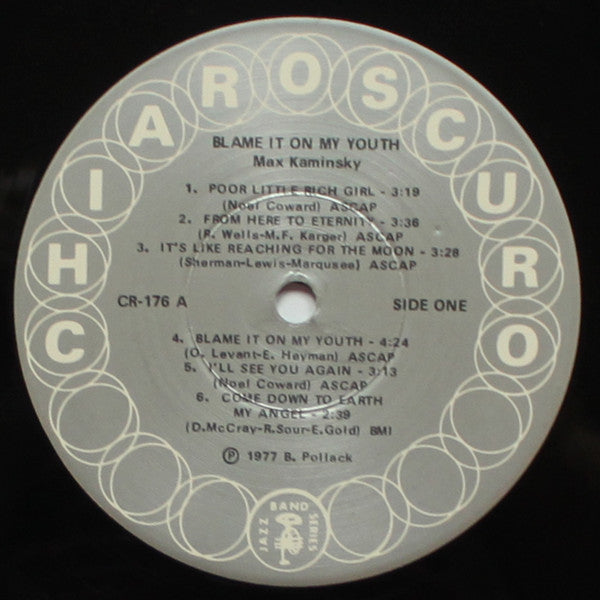 CHIAROSCURO
BLAME IT ON MY YOUTH
Max Kaminsky
1. POOR LITTLE RICH GIRL - 3:19
(Noel Coward) ASCAP
2. FROM HERE TO ETERNITY - 3:36
(R. Wells-M.F. Karger) ASCAP
3. IT'S LIKE REACHING FOR THE MOON - 3:28
(Sherman-Lewis-Marqusee) ASCAP
CR-176 A SIDE ONE
4. BLAME IT ON MY YOUTH - 4:24
(O. Levant-E. Heyman) ASCAP
5. I'LL SEE YOU AGAIN - 3:13
(Noel Coward) ASCAP
6. COME DOWN TO EARTH
MY ANGEL - 2:39
(D.McCray-R.Sour-E.Gold) BMI
℗ 1977 B. Pollack
JAZZ BAND SERIES